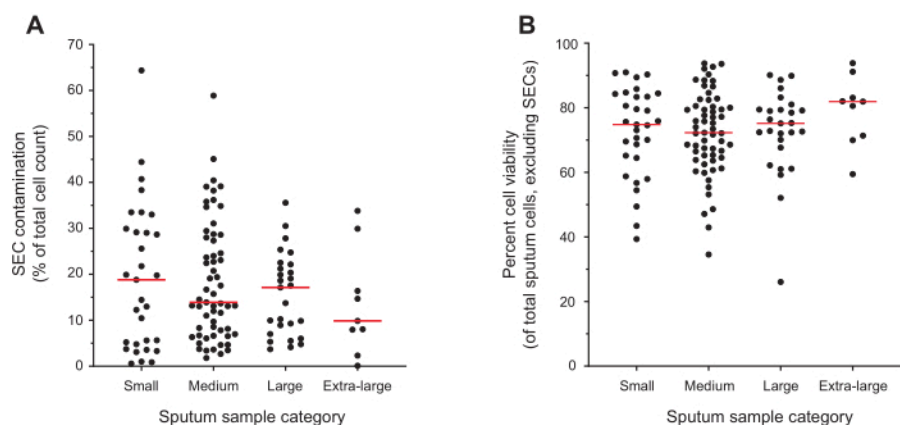 A
SEC contamination
(% of total cell count)
70
60
50
40
30
20
10
0
Small Medium Large Extra-large
Sputum sample category
B
Percent cell viability
(of total sputum cells, excluding SECs)
100
80
60
40
20
0
Small Medium Large Extra-large
Sputum sample category